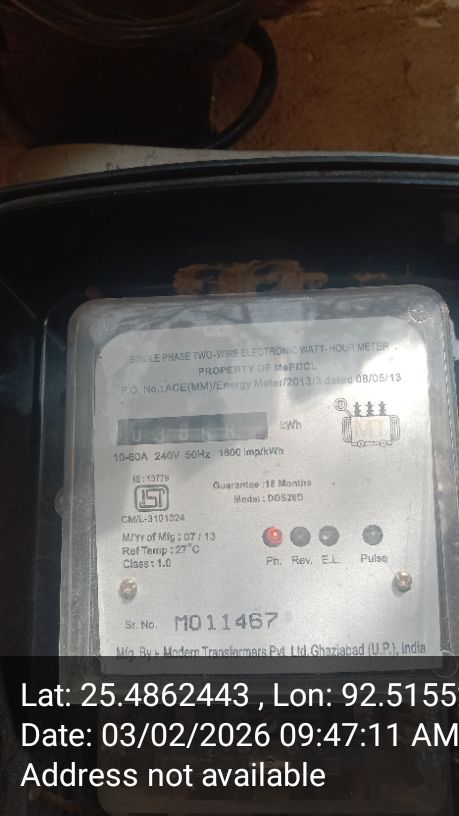 SINGLE PHASE TWO-WIRE ELECTRONIC WATT-HOUR METER
PROPERTY OF MePDCL
P.O. No.:ACE(MM)/Energy Meter/2013/3 dated 08/05/13
kWh
10-60A 240V 50Hz 1800 Imp/kWh
IS:13779
ISI
CM/L-3101324
Guarantee :18 Months
Model : DDS26D
M/Yr of Mfg : 07 / 13
Ref Temp : 27°C
Class : 1.0
Ph. Rev. E.L. Pulse
Sr. No. M011467
Mfg. By :- Modern Transformers Pvt. Ltd. Ghaziabad (U.P.), India
Lat: 25.4862443 , Lon: 92.5155
Date: 03/02/2026 09:47:11 AM
Address not available